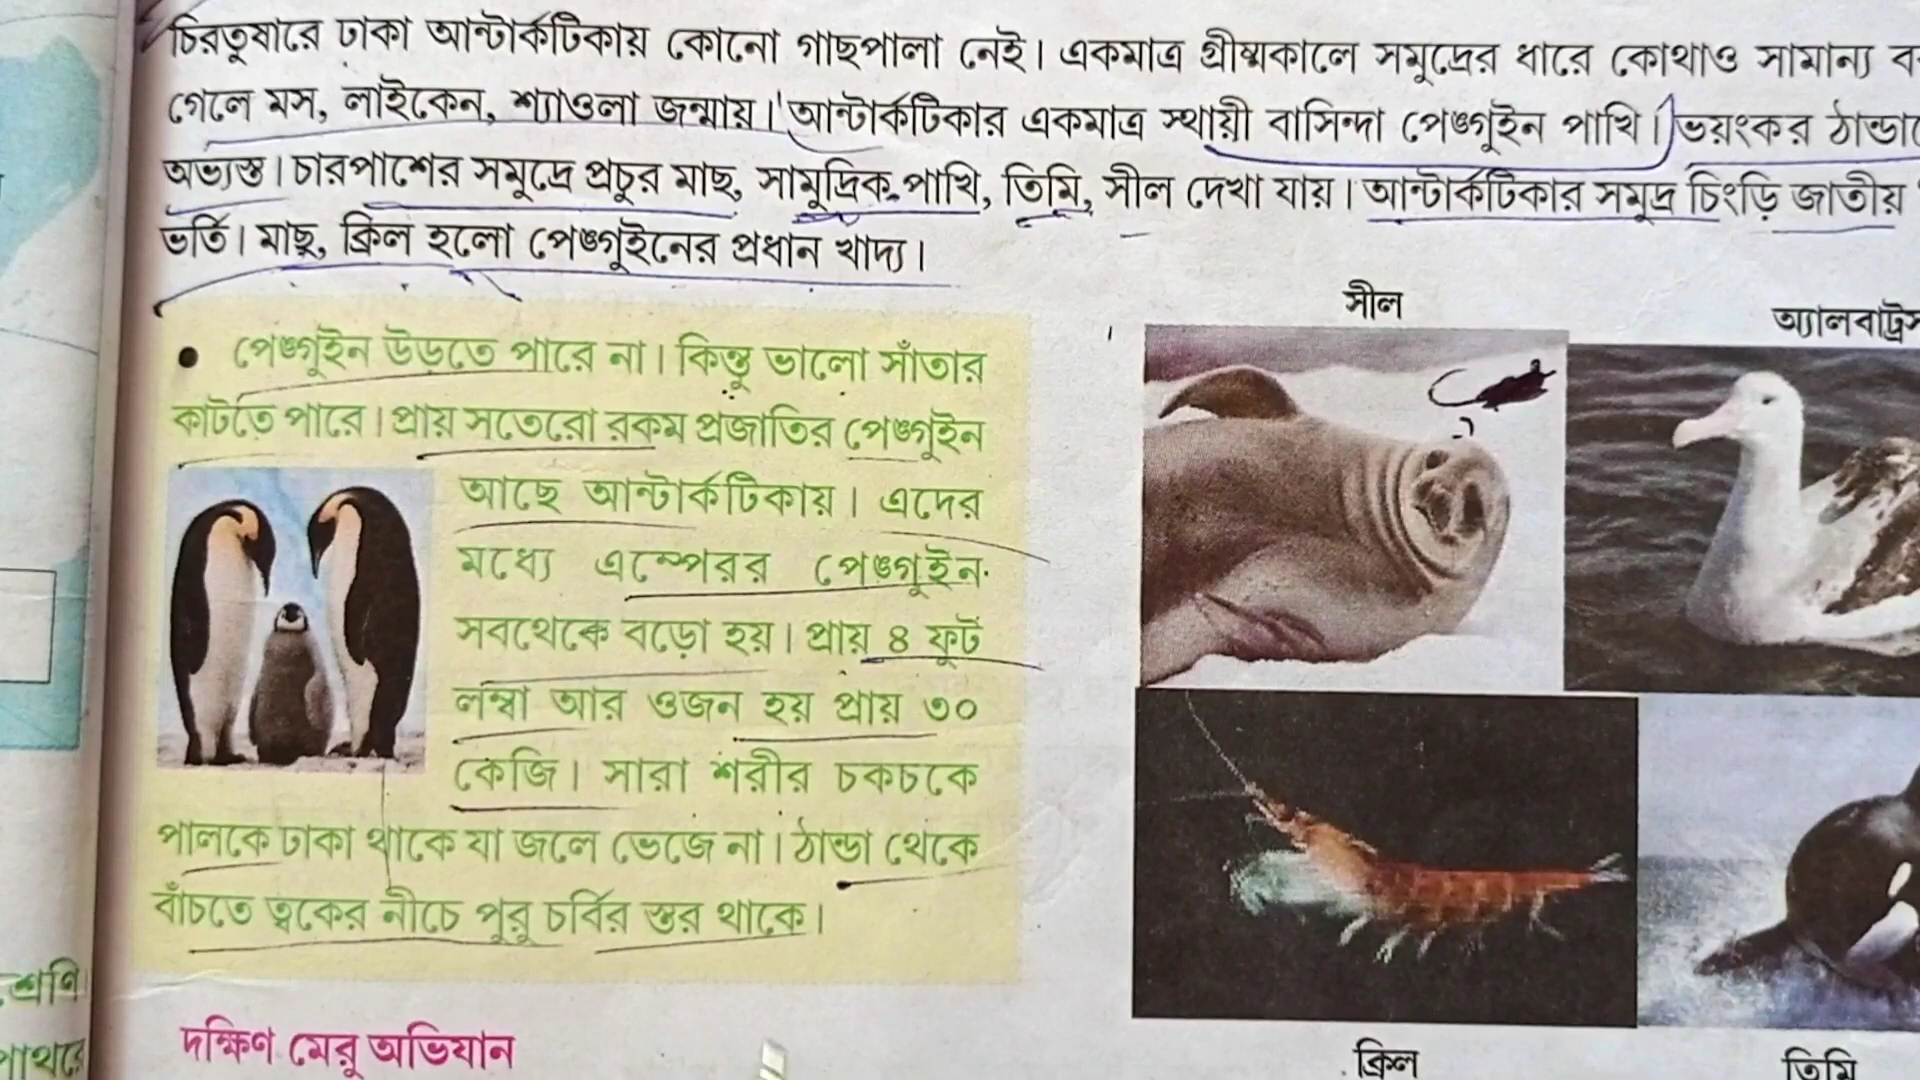 চিরতুষারে ঢাকা আন্টার্কটিকায় কোনো গাছপালা নেই। একমাত্র গ্রীষ্মকালে সমুদ্রের ধারে কোথাও সামান্য
গেলে মস, লাইকেন, শ্যাওলা জন্মায়। আন্টার্কটিকার একমাত্র স্থায়ী বাসিন্দা পেঙ্গুইন পাখি। ভয়ংকর
অভ্যস্ত। চারপাশের সমুদ্রে প্রচুর মাছ, সামুদ্রিক পাখি, তিমি, সীল দেখা যায়। আন্টার্কটিকার সমুদ্র চিংড়ি জাতীয়
ভর্তি। মাছ, ক্রিল হলো পেঙ্গুইনের প্রধান খাদ্য।
সীল
• পেঙ্গুইন উড়তে পারে না। কিন্তু ভালো সাঁতার
কাটতে পারে। প্রায় সতেরো রকম প্রজাতির পেঙ্গুইন
আছে আন্টার্কটিকায়। এদের
মধ্যে এম্পেরর পেঙ্গুইন
সবথেকে বড়ো হয়। প্রায় ৪ ফুট
লম্বা আর ওজন হয় প্রায় ৩০
কেজি। সারা শরীর চকচকে
পালকে ঢাকা থাকে যা জলে ভেজে না। ঠান্ডা থেকে
বাঁচতে ত্বকের নীচে পুরু চর্বির স্তর থাকে।
দক্ষিণ মেরু অভিযান
ক্রিল
তিমি